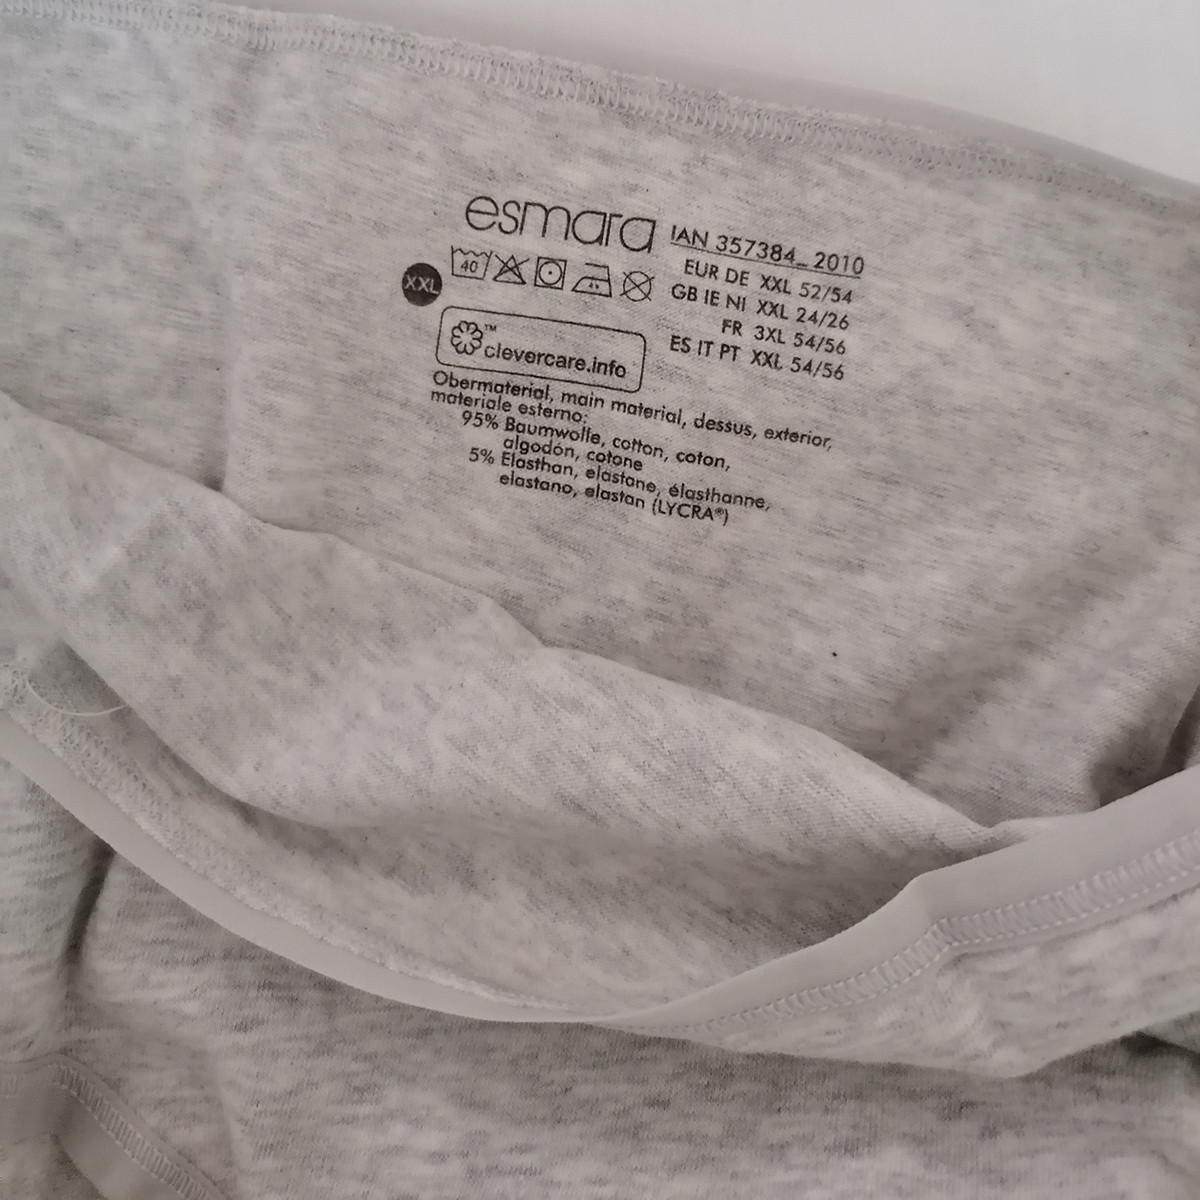 esmara
IAN 357384_2010
EUR DE XXL 52/54
GB IE NI XXL 24/26
FR 3XL 54/56
ES IT PT XXL 54/56
40
XXL
™
clevercare.info
Obermaterial, main material, dessus, exterior,
materiale esterno:
95% Baumwolle, cotton, coton,
algodón, cotone
5% Elasthan, elastane, élasthanne,
elastano, elastan (LYCRA®)